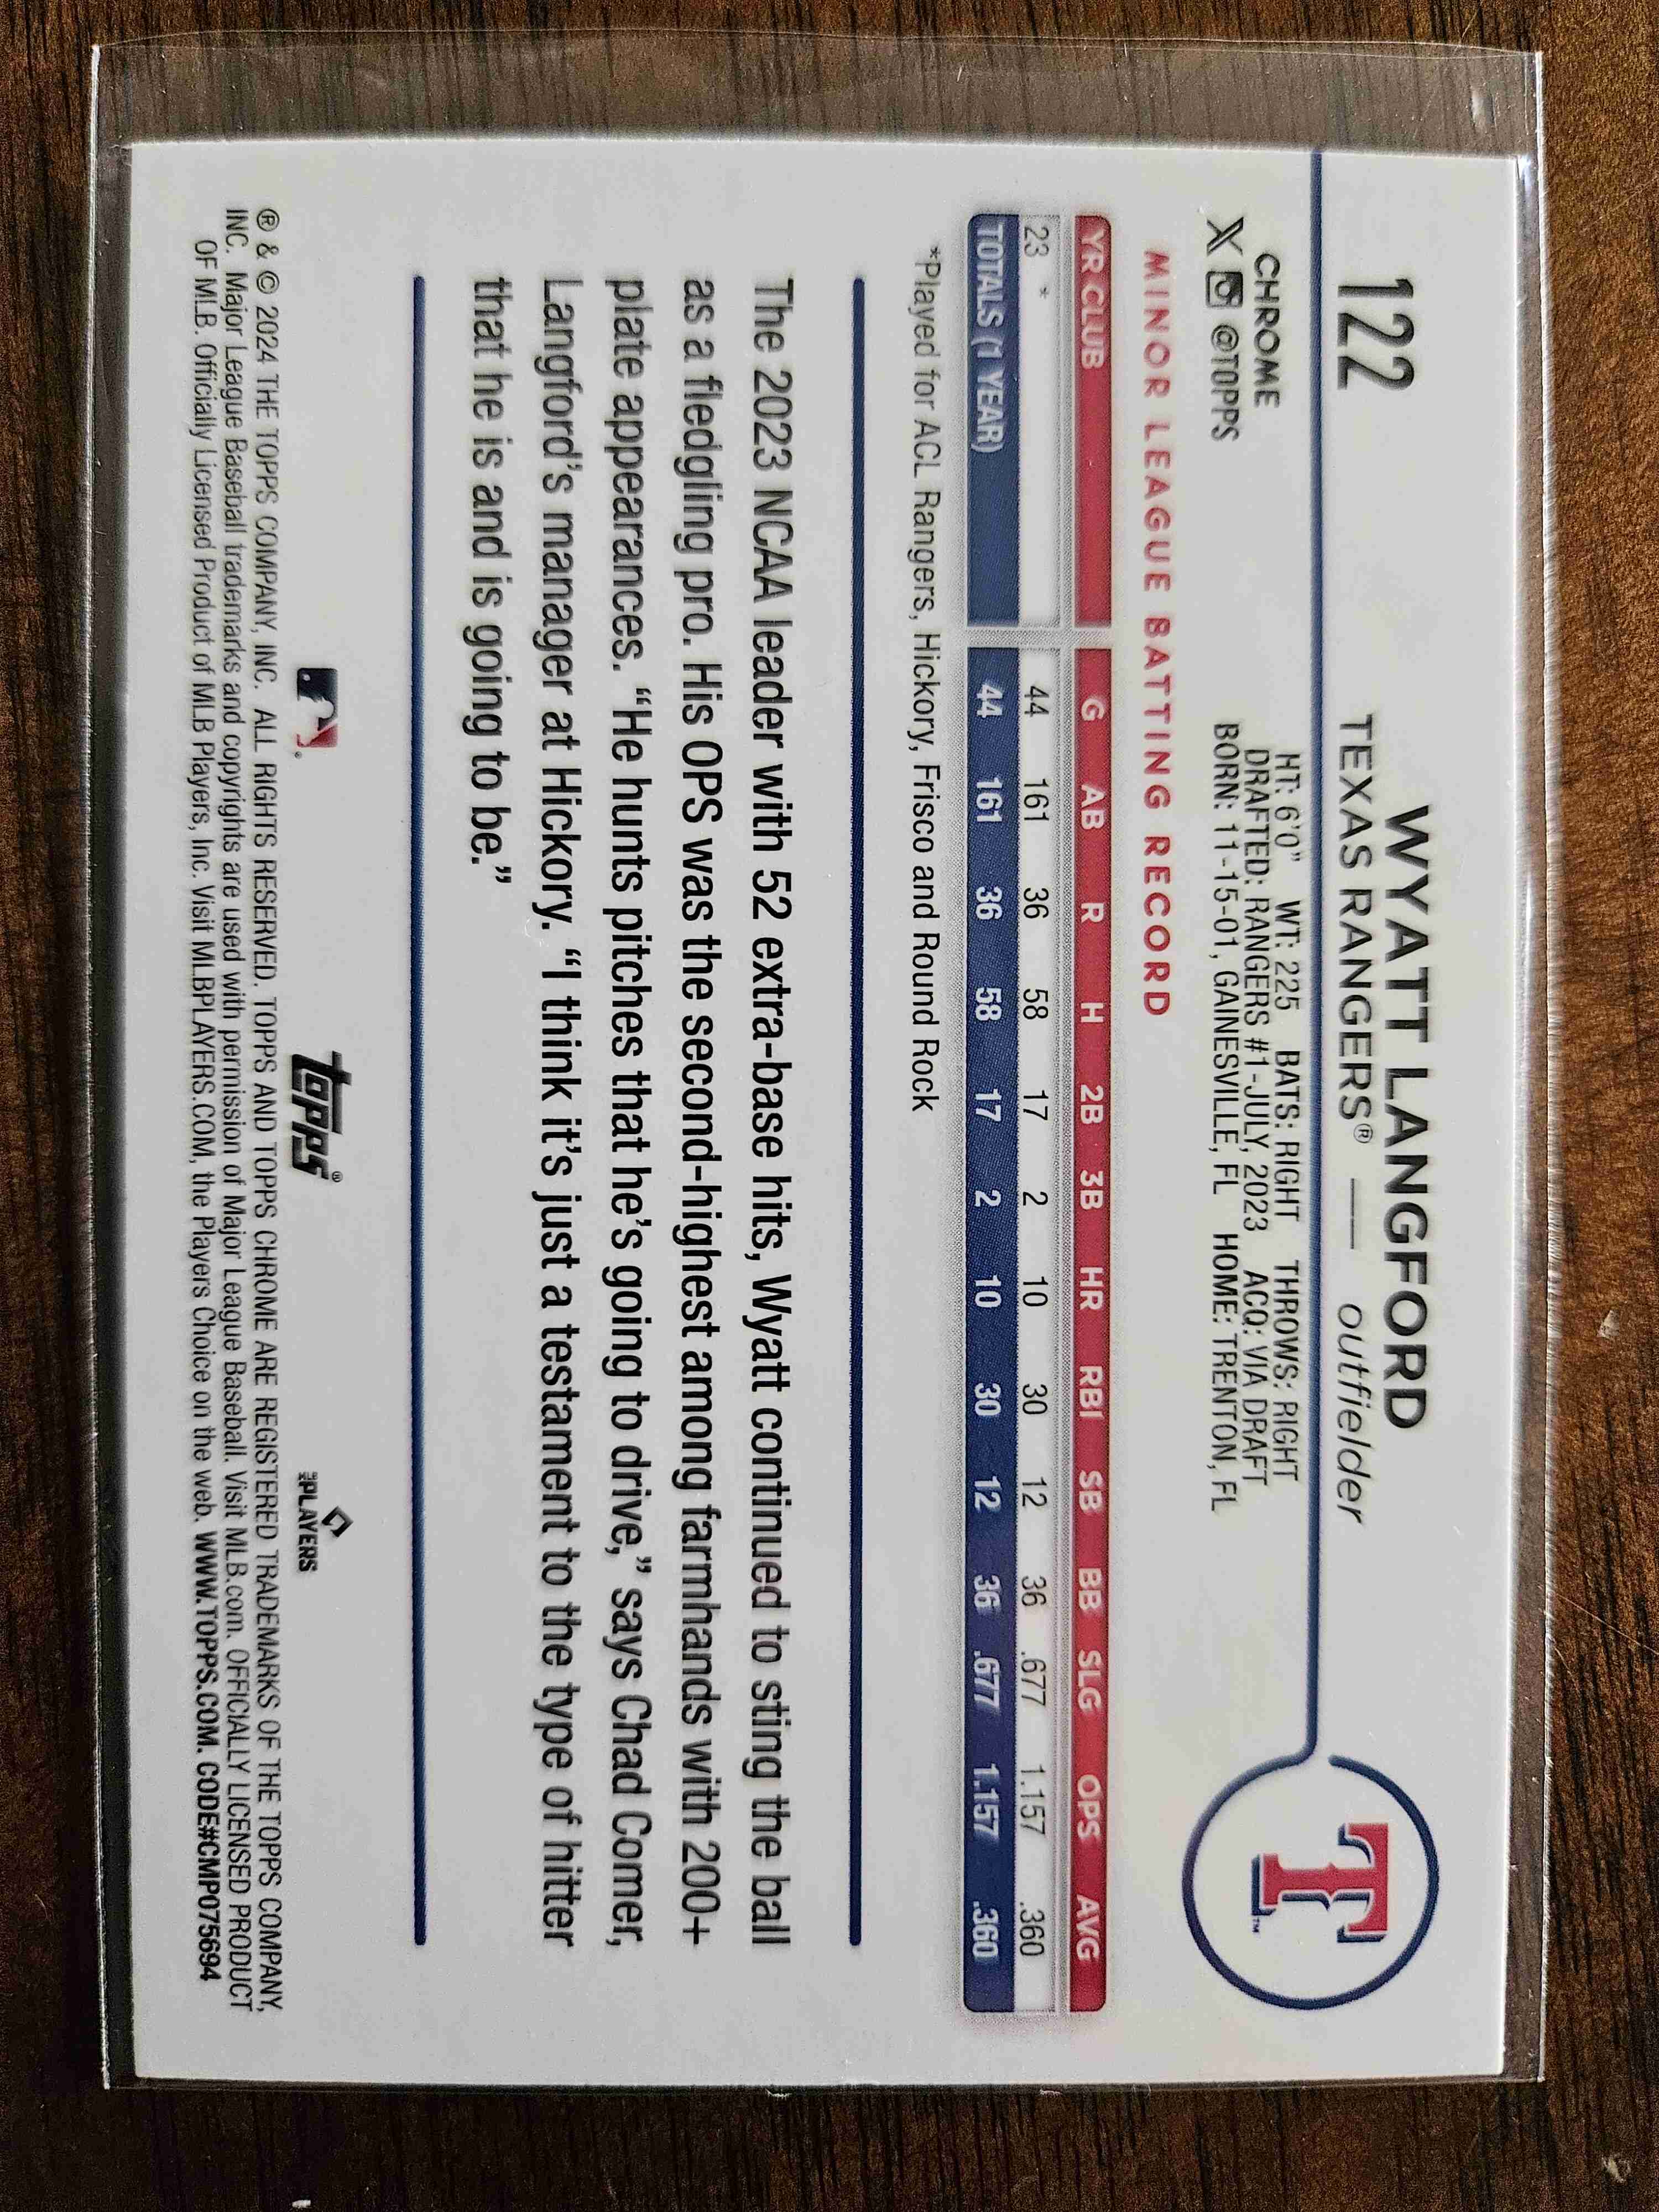 122
WYATT LANGFORD
TEXAS RANGERS® — outfielder
CHROME
X @TOPPS
HT: 6'0" WT: 225 BATS: RIGHT THROWS: RIGHT
DRAFTED: RANGERS #1-JULY, 2023 ACQ: VIA DRAFT
BORN: 11-15-01, GAINESVILLE, FL HOME: TRENTON, FL
T™
MINOR LEAGUE BATTING RECORD
YR CLUB G AB R H 2B 3B HR RBI SB BB SLG OPS AVG
23 * 44 161 36 58 17 2 10 30 12 36 .677 1.157 .360
TOTALS (1 YEAR) 44 161 36 58 17 2 10 30 12 36 .677 1.157 .360
*Played for ACL Rangers, Hickory, Frisco and Round Rock
The 2023 NCAA leader with 52 extra-base hits, Wyatt continued to sting the ball
as a fledgling pro. His OPS was the second-highest among farmhands with 200+
plate appearances. “He hunts pitches that he’s going to drive,” says Chad Comer,
Langford’s manager at Hickory. “I think it’s just a testament to the type of hitter
that he is and is going to be.”
topps®
PLAYERS
® & © 2024 THE TOPPS COMPANY, INC. ALL RIGHTS RESERVED. TOPPS AND TOPPS CHROME ARE REGISTERED TRADEMARKS OF THE TOPPS COMPANY,
INC. Major League Baseball trademarks and copyrights are used with permission of Major League Baseball. Visit MLB.com. OFFICIALLY LICENSED PRODUCT
OF MLB. Officially Licensed Product of MLB Players, Inc. Visit MLBPLAYERS.COM, the Players Choice on the web. WWW.TOPPS.COM. CODE#CMP075694